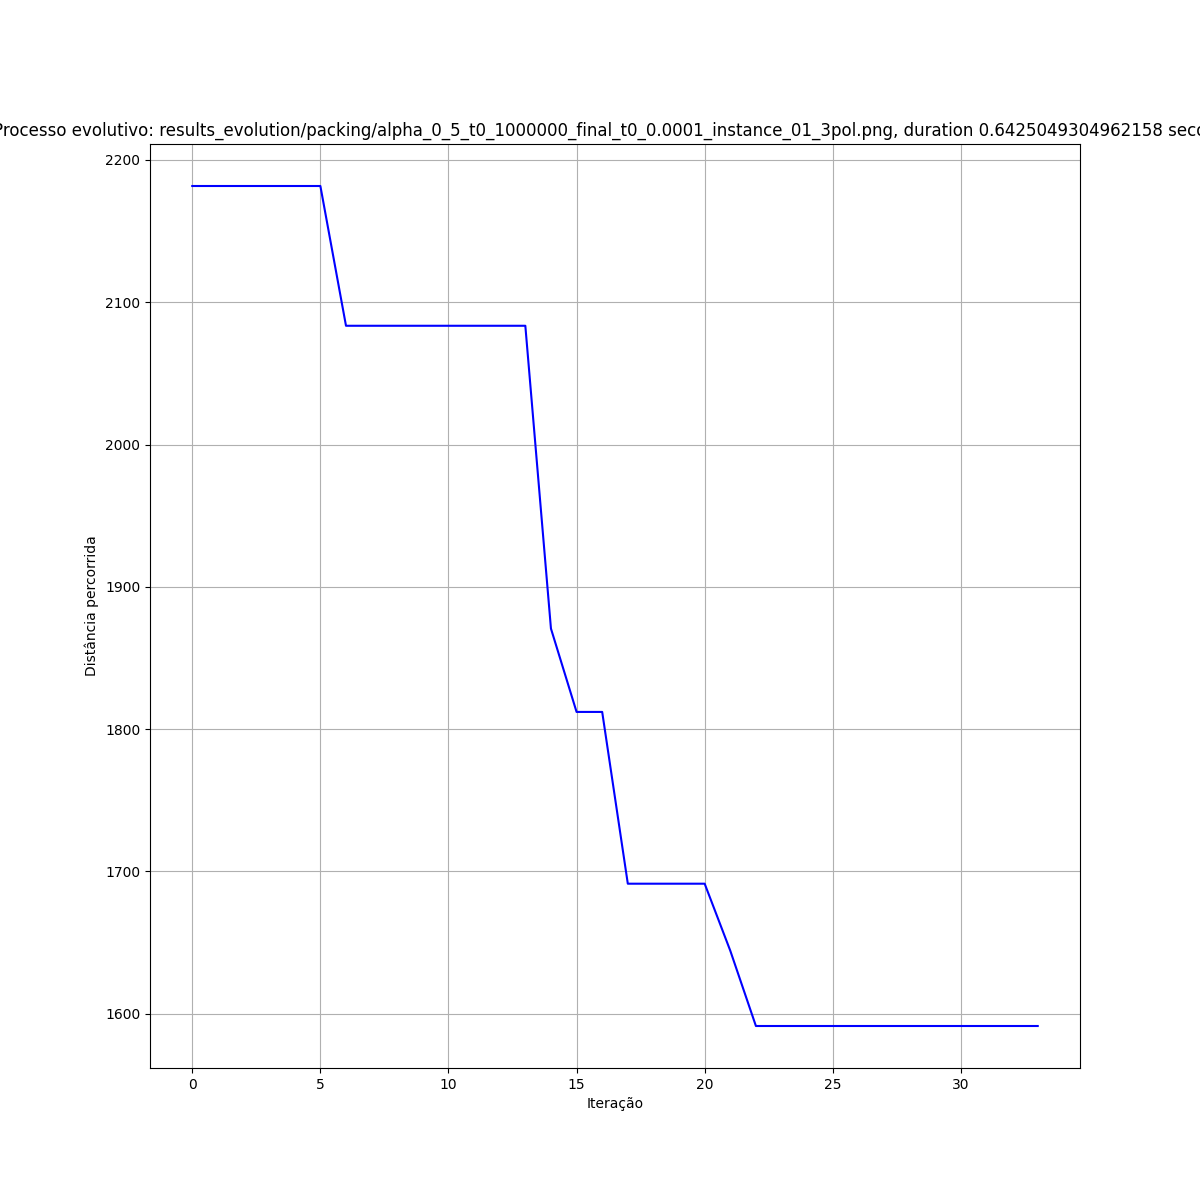 Processo evolutivo: results_evolution/packing/alpha_0_5_t0_1000000_final_t0_0.0001_instance_01_3pol.png, duration 0.6425049304962158
2200
2100
2000
1900
1800
1700
1600
Distância percorrida
0 5 10 15 20 25 30
Iteração